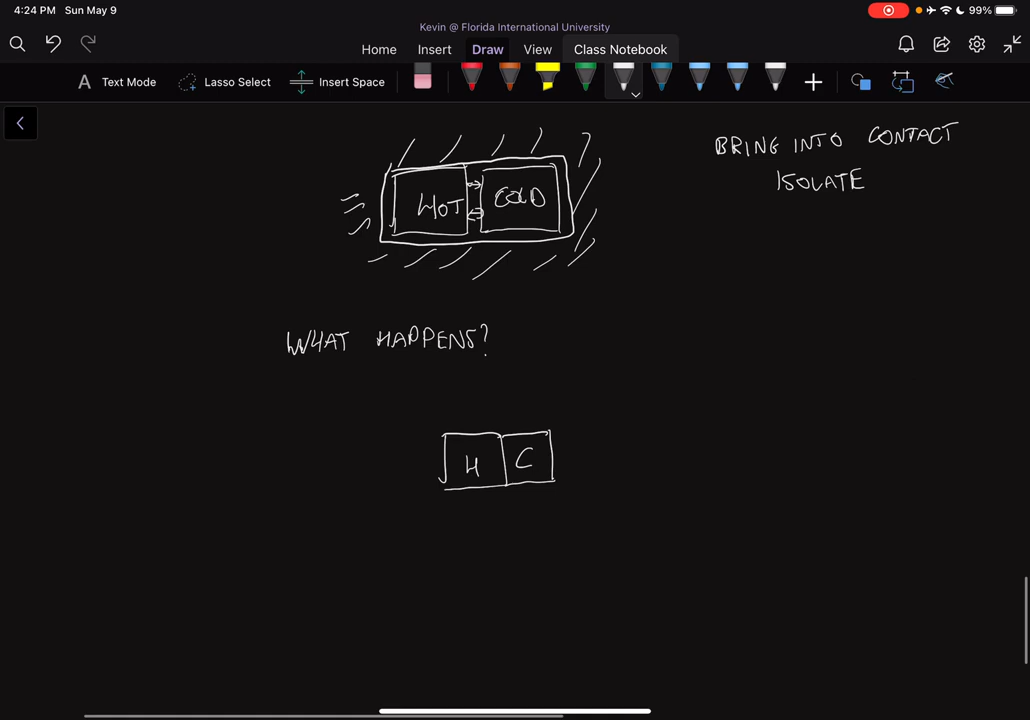 4:24 PM Sun May 9
99%
Kevin @ Florida International University
Home Insert Draw View Class Notebook
Text Mode Lasso Select Insert Space
BRING INTO CONTACT
ISOLATE
HOT COLD
WHAT HAPPENS?
H C